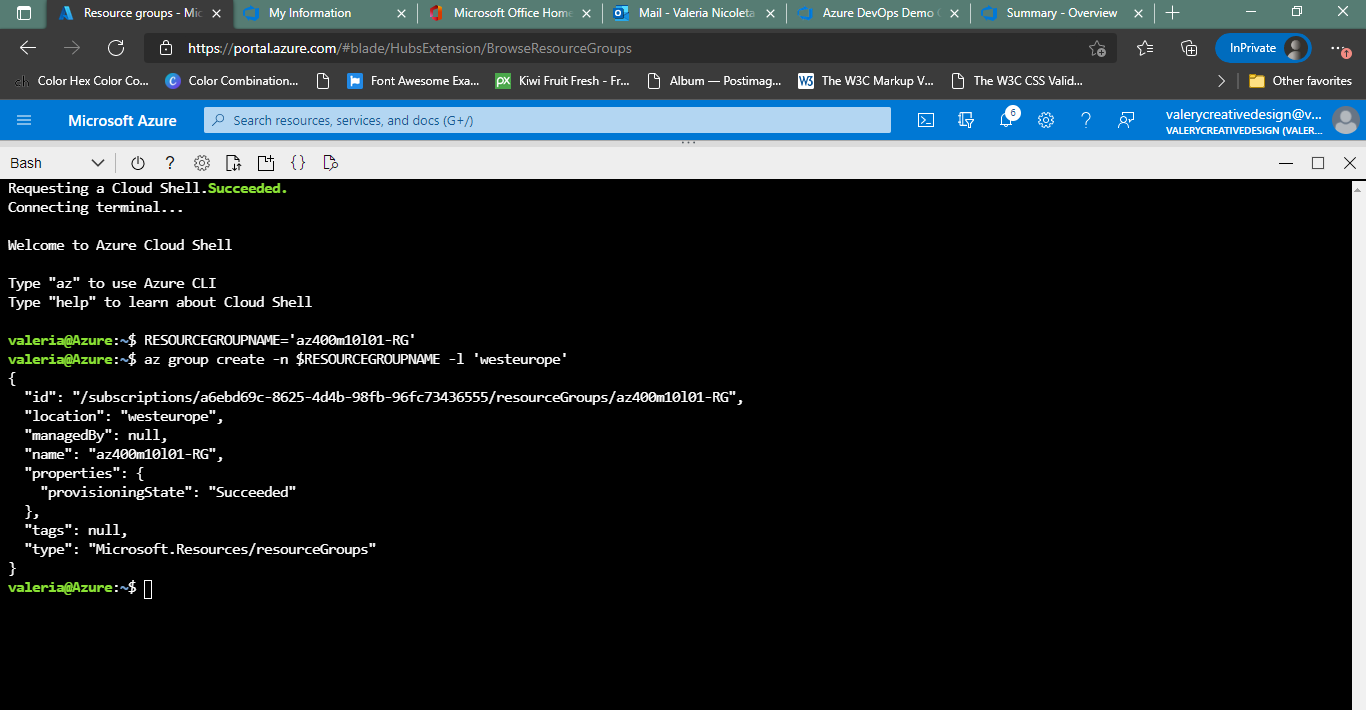 Resource groups - Mic
My Information
Microsoft Office Home
Mail - Valeria Nicoleta
Azure DevOps Demo
Summary - Overview
https://portal.azure.com/#blade/HubsExtension/BrowseResourceGroups
InPrivate
Color Hex Color Co...
Color Combination...
Font Awesome Exa...
px
Kiwi Fruit Fresh - Fr...
Album — Postimag...
W3
The W3C Markup V...
The W3C CSS Valid...
Other favorites
Microsoft Azure
Search resources, services, and docs (G+/)
6
valerycreativedesign@v...
VALERYCREATIVEDESIGN (VALER...
Bash
Requesting a Cloud Shell.Succeeded.
Connecting terminal...
Welcome to Azure Cloud Shell
Type "az" to use Azure CLI
Type "help" to learn about Cloud Shell
valeria@Azure:~$ RESOURCEGROUPNAME='az400m10l01-RG'
valeria@Azure:~$ az group create -n $RESOURCEGROUPNAME -l 'westeurope'
{
  "id": "/subscriptions/a6ebd69c-8625-4d4b-98fb-96fc73436555/resourceGroups/az400m10l01-RG",
  "location": "westeurope",
  "managedBy": null,
  "name": "az400m10l01-RG",
  "properties": {
    "provisioningState": "Succeeded"
  },
  "tags": null,
  "type": "Microsoft.Resources/resourceGroups"
}
valeria@Azure:~$